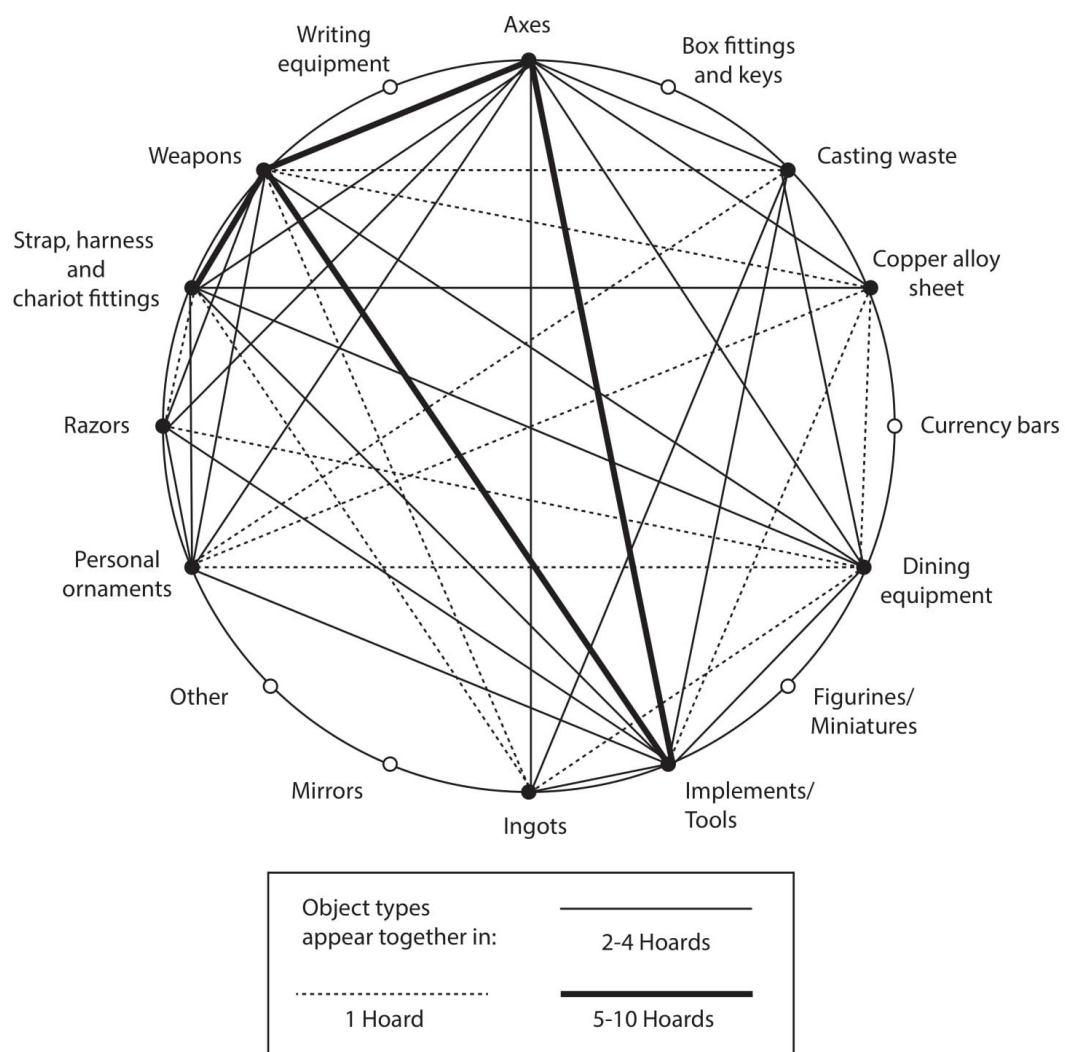 Axes
Box fittings
and keys
Casting waste
Copper alloy
sheet
Currency bars
Dining
equipment
Figurines/
Miniatures
Implements/
Tools
Ingots
Mirrors
Other
Personal
ornaments
Razors
Strap, harness
and
chariot fittings
Weapons
Writing
equipment
Object types
appear together in:
2-4 Hoards
1 Hoard
5-10 Hoards